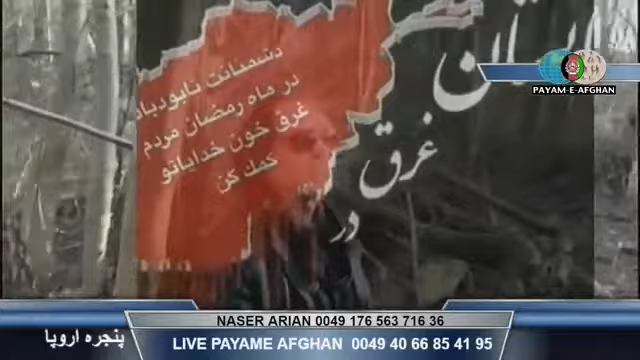 دشمنانت نابودباد
در ماه رمضان مردم
غرق خون خدایاتو
کمک کن
غرق
در
PAYAM-E-AFGHAN
NASER ARIAN 0049 176 563 716 36
پنجره اروپا
LIVE PAYAME AFGHAN 0049 40 66 85 41 95